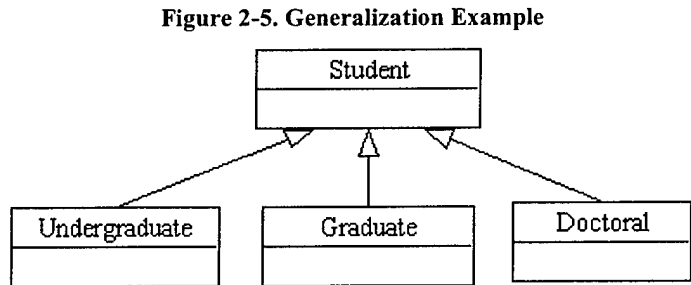 Figure 2-5. Generalization Example
Student
Undergraduate
Graduate
Doctoral